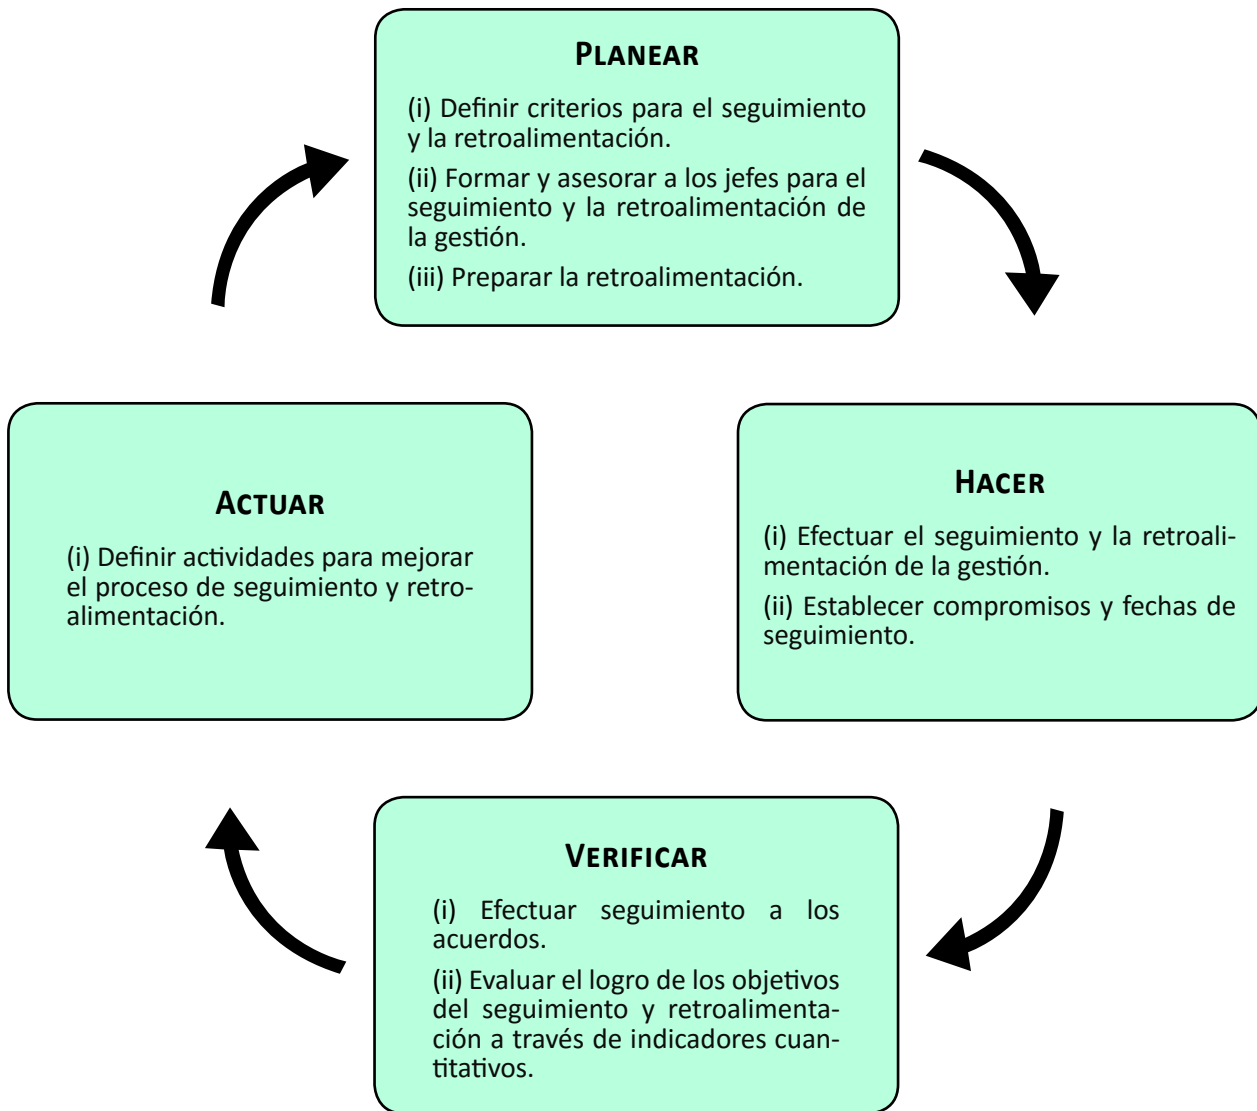 PLANEAR
(i) Definir criterios para el seguimiento
y la retroalimentación.
(ii) Formar y asesorar a los jefes para el
seguimiento y la retroalimentación de
la gestión.
(iii) Preparar la retroalimentación.
HACER
(i) Efectuar el seguimiento y la retroali-
mentación de la gestión.
(ii) Establecer compromisos y fechas de
seguimiento.
VERIFICAR
(i) Efectuar seguimiento a los
acuerdos.
(ii) Evaluar el logro de los objetivos
del seguimiento y retroalimenta-
ción a través de indicadores cuan-
titativos.
ACTUAR
(i) Definir actividades para mejorar
el proceso de seguimiento y retro-
alimentación.